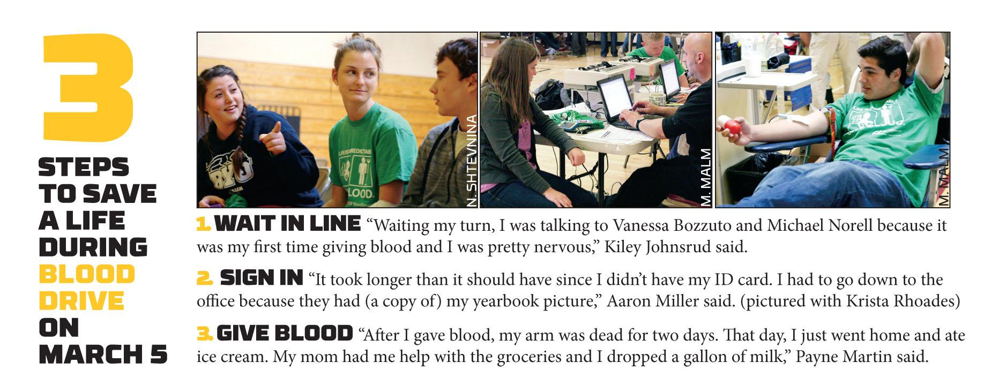 3
STEPS
TO SAVE
A LIFE
DURING
BLOOD
DRIVE
ON
MARCH 5
BYU
LIFE IS UNPREDICTAB
BLOOD.
N. SHTEVNINA
M. MALM
M. MALM
1. WAIT IN LINE “Waiting my turn, I was talking to Vanessa Bozzuto and Michael Norell because it
was my first time giving blood and I was pretty nervous,” Kiley Johnsrud said.
2. SIGN IN “It took longer than it should have since I didn’t have my ID card. I had to go down to the
office because they had (a copy of) my yearbook picture,” Aaron Miller said. (pictured with Krista Rhoades)
3. GIVE BLOOD “After I gave blood, my arm was dead for two days. That day, I just went home and ate
ice cream. My mom had me help with the groceries and I dropped a gallon of milk,” Payne Martin said.